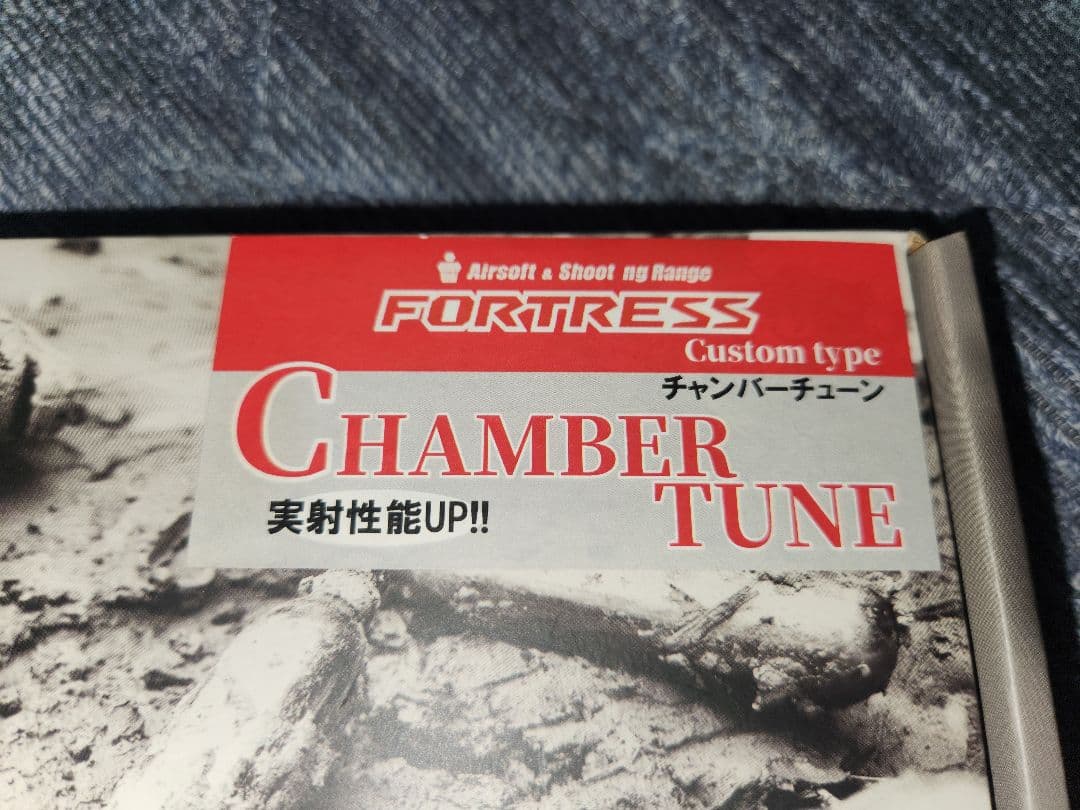 Airsoft & Shoot ng Range
FORTRESS
Custom type
チャンバーチューン
CHAMBER
TUNE
実射性能UP!!